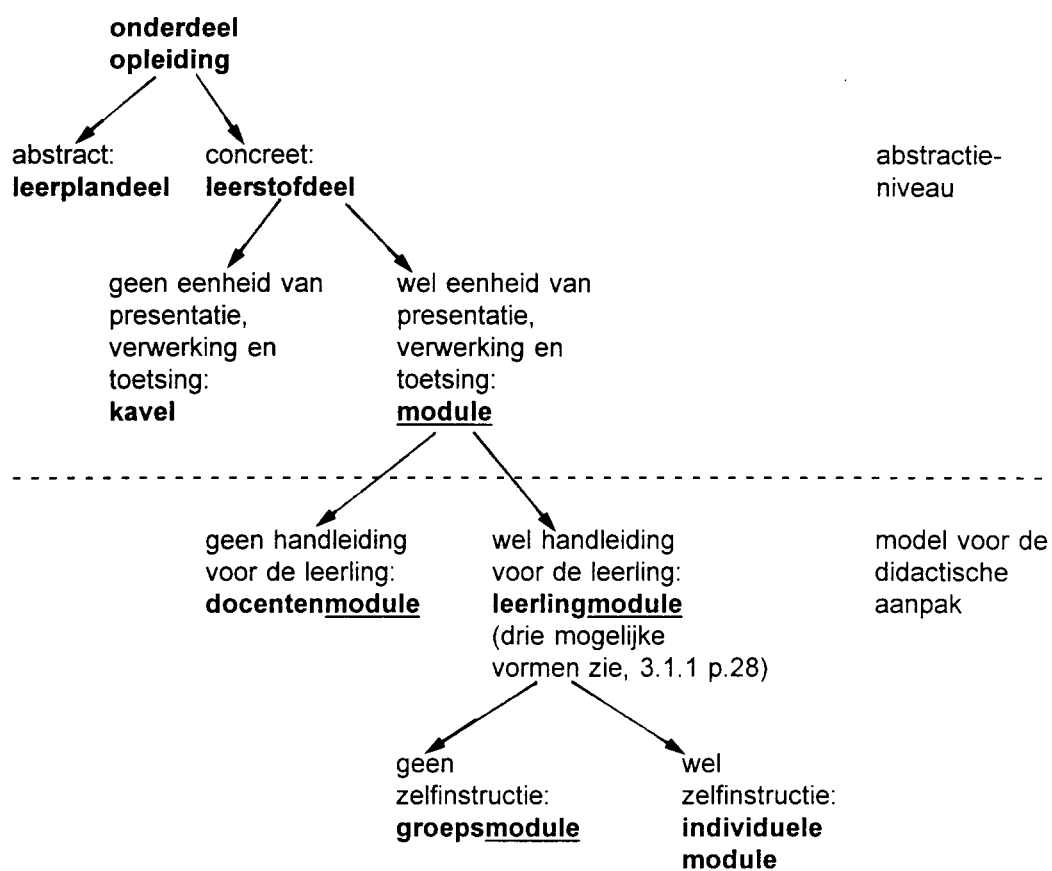 onderdeel
opleiding
abstract:
leerplandeel
concreet:
leerstofdeel
abstractie-
niveau
geen eenheid van
presentatie,
verwerking en
toetsing:
kavel
wel eenheid van
presentatie,
verwerking en
toetsing:
module
geen handleiding
voor de leerling:
docentenmodule
wel handleiding
voor de leerling:
leerlingmodule
(drie mogelijke
vormen zie, 3.1.1 p.28)
model voor de
didactische
aanpak
geen
zelfinstructie:
groepsmodule
wel
zelfinstructie:
individuele
module